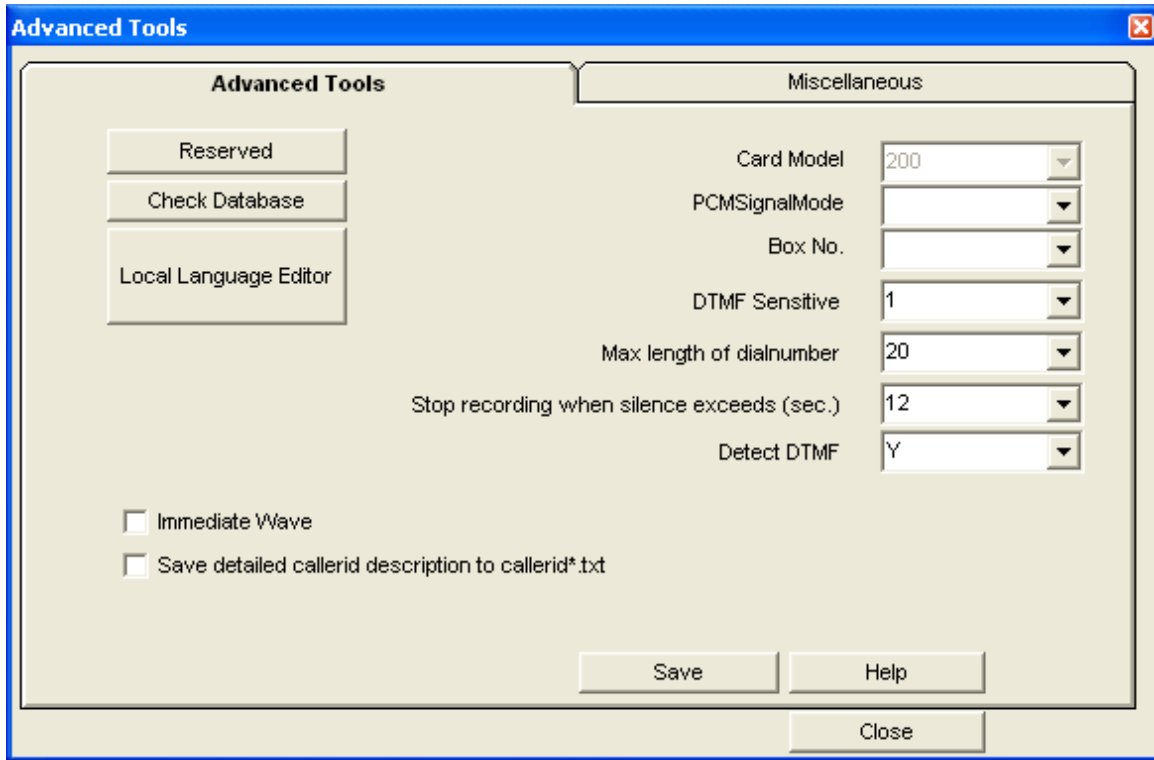 Advanced Tools
Advanced Tools
Miscellaneous
Reserved
Check Database
Local Language Editor
Card Model 200
PCMSignalMode
Box No.
DTMF Sensitive 1
Max length of dialnumber 20
Stop recording when silence exceeds (sec.) 12
Detect DTMF Y
Immediate Wave
Save detailed callerid description to callerid*.txt
Save
Help
Close